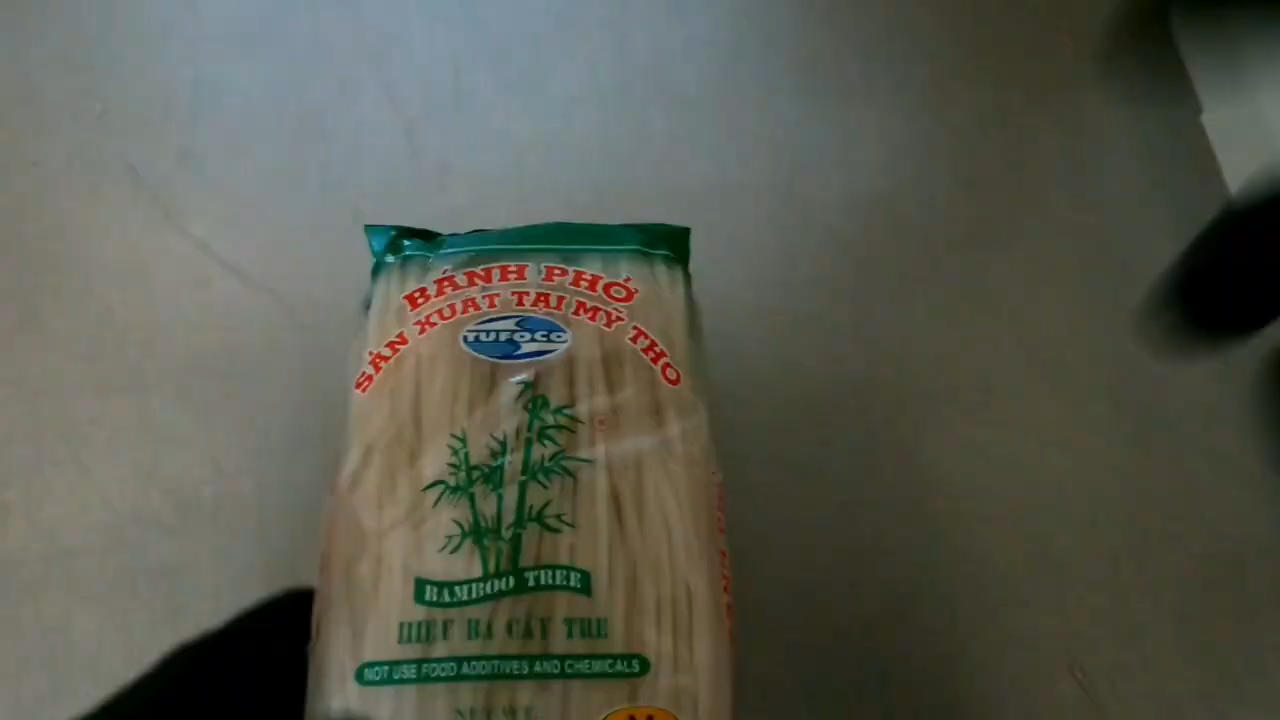 BÁNH PHỞ
SẢN XUẤT TẠI MỸ THO
TUFOCO
BAMBOO TREE
HIỆU BA CÂY TRE
NOT USE FOOD ADDITIVES AND CHEMICALS